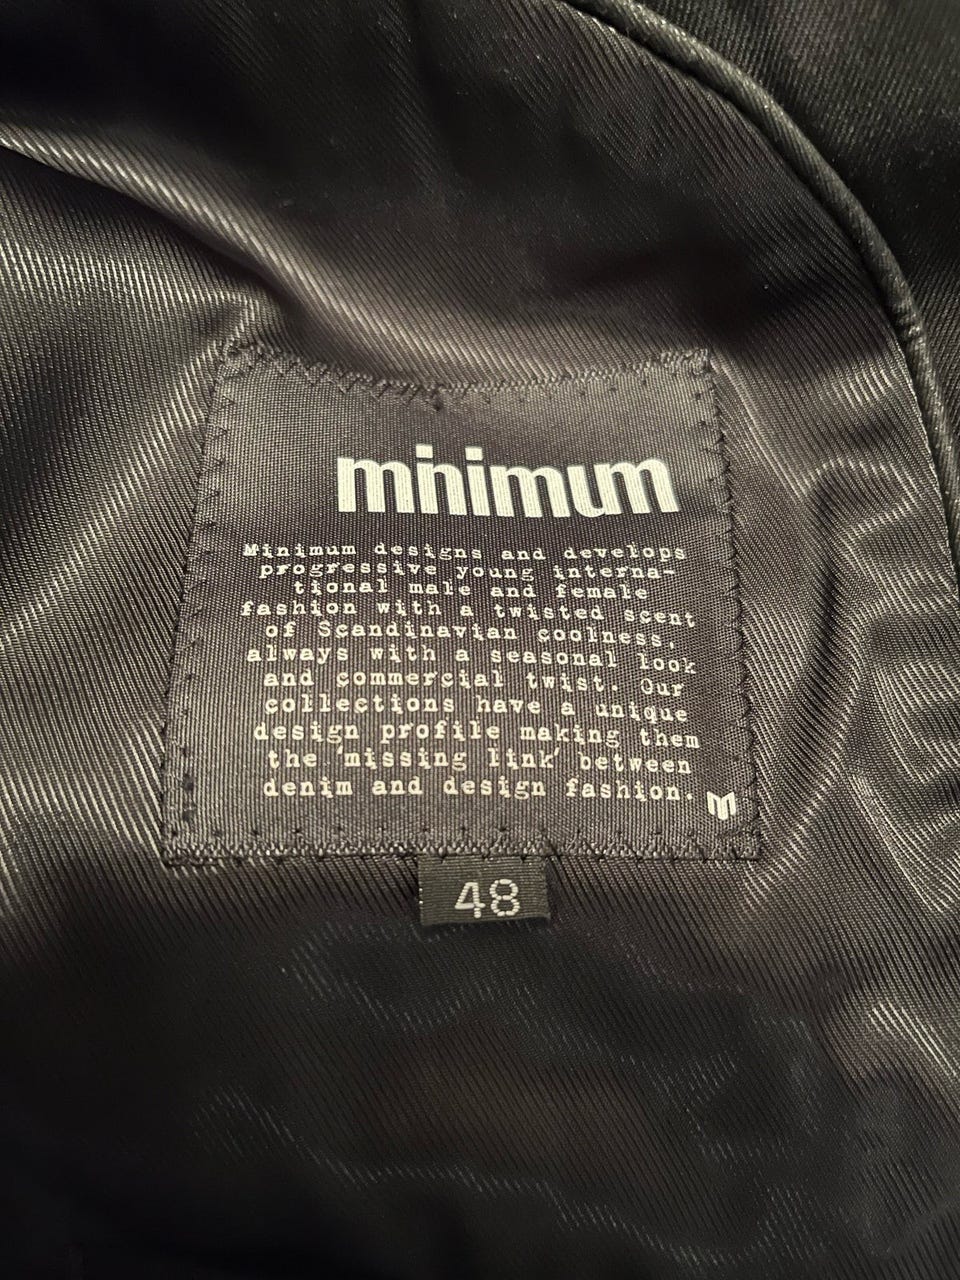 minimum
Minimum designs and develops
progressive young interna-
tional male and female
fashion with a twisted scent
of Scandinavian coolness,
always with a seasonal look
and commercial twist. Our
collections have a unique
design profile making them
the 'missing link' between
denim and design fashion.
m
48